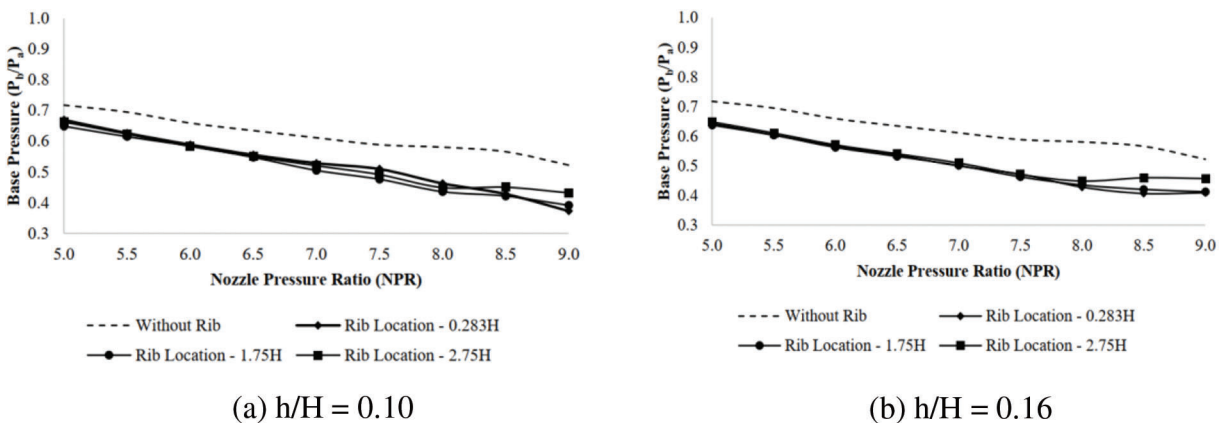 1.0
0.9
0.8
0.7
0.6
0.5
0.4
0.3
Base Pressure (Pb/Pa)
5.0 5.5 6.0 6.5 7.0 7.5 8.0 8.5 9.0
Nozzle Pressure Ratio (NPR)
Without Rib Rib Location - 0.283H
Rib Location - 1.75H Rib Location - 2.75H
(a) h/H = 0.10
1.0
0.9
0.8
0.7
0.6
0.5
0.4
0.3
Base Pressure (Pb/Pa)
5.0 5.5 6.0 6.5 7.0 7.5 8.0 8.5 9.0
Nozzle Pressure Ratio (NPR)
Without Rib Rib Location - 0.283H
Rib Location - 1.75H Rib Location - 2.75H
(b) h/H = 0.16